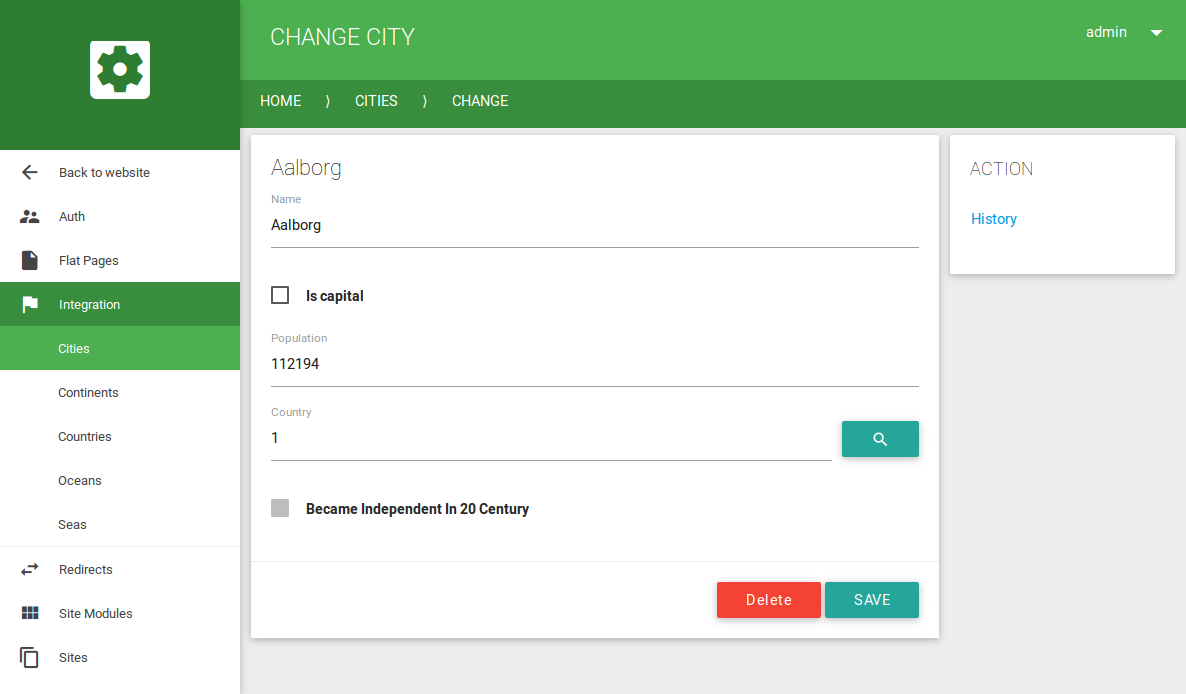 CHANGE CITY
admin
HOME ⟩ CITIES ⟩ CHANGE
Back to website
Auth
Flat Pages
Integration
Cities
Continents
Countries
Oceans
Seas
Redirects
Site Modules
Sites
Aalborg
Name
Aalborg
Is capital
Population
112194
Country
1
Became Independent In 20 Century
Delete SAVE
ACTION
History